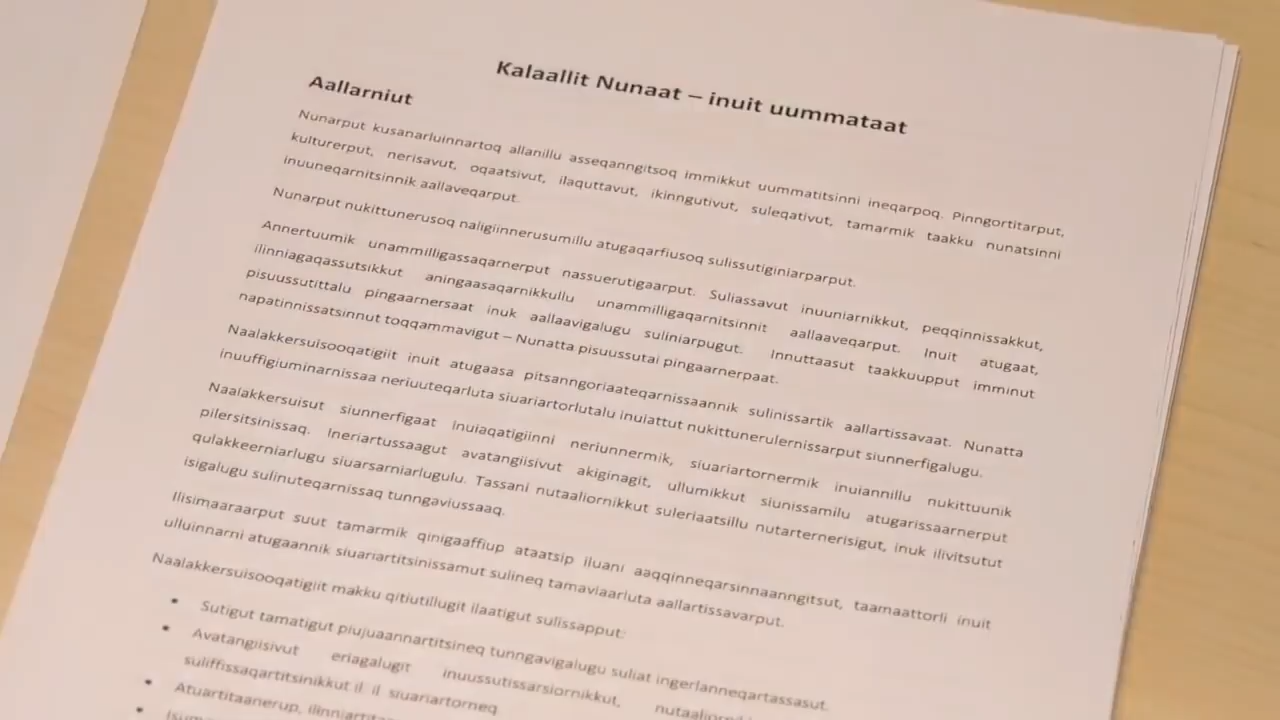 Kalaallit Nunaat – inuit uummataat
Aallarniut
Nunarput kusanarluinnartoq allanillu asseqanngitsoq immikkut uummatitsinni ineqarpoq. Pinngortitarput,
kulturerput, nerisavut, oqaatsivut, ilaquttavut, ikinngutivut, suleqativut, tamarmik taakku nunatsinni
inuuneqarnitsinnik aallaveqarput.
Nunarput nukittunerusoq naligiinnerusumillu atugaqarfiusoq sulissutiginiarparput.
Annertuumik unammilligassaqarnerput nassuerutigaarput. Suliassavut inuuniarnikkut, peqqinnissakkut,
ilinniagaqassutsikkut aningaasaqarnikkullu unammilligaqarnitsinnit aallaaveqarput. Inuit atugaat,
pisuussutittalu pingaarnersaat inuk aallaavigalugu suliniarpugut. Innuttaasut taakkuupput imminut
napatinnissatsinnut toqqammavigut – Nunatta pisuussutai pingaarnerpaat.
Naalakkersuisooqatigiit inuit atugaasa pitsanngoriaateqarnissaannik sulinissartik aallartissavaat. Nunatta
inuuffigiuminarnissaa neriuuteqarluta siuariartorlutalu inuiattut nukittunerulernissarput siunnerfigalugu.
Naalakkersuisut siunnerfigaat inuiaqatigiinni neriunnermik, siuariartornermik inuiannillu nukittuunik
pilersitsinissaq. Ineriartussaagut avatangiisivut akiginagit, ullumikkut siunissamilu atugarissaarnerput
qulakkeerniarlugu siuarsarniarlugulu. Tassani nutaaliornikkut suleriaatsillu nutarternerisigut, inuk ilivitsutut
isigalugu sulinuteqarnissaq tunngaviussaaq.
Ilisimaaraarput suut tamarmik qinigaaffiup ataatsip iluani aaqqinneqarsinnaanngitsut, taamaattorli inuit
ulluinnarni atugaannik siuariartitsinissamut sulineq tamaviaarluta aallartissavarput.
Naalakkersuisooqatigiit makku qitiutillugit ilaatigut sulissapput:
• Sutigut tamatigut piujuaannartitsineq tunngavigalugu suliat ingerlanneqartassasut.
• Avatangiisivut eriagalugit inuussutissarsiornikkut,
suliffissaqartitsinikkut il il siuariartorneq
• Atuartitaanerup,
•